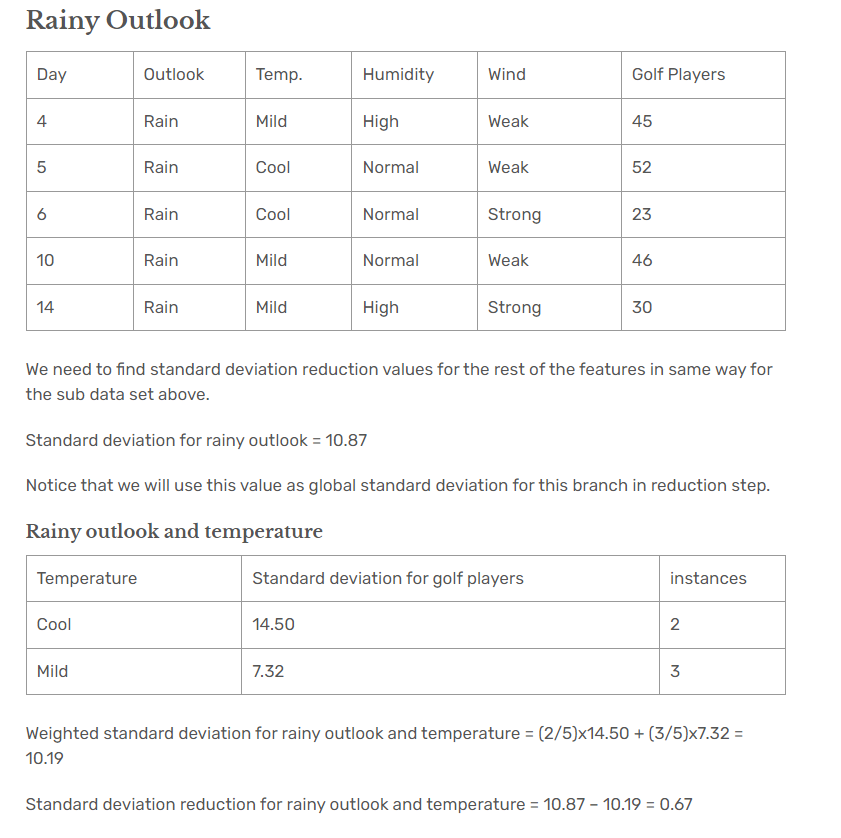 Rainy Outlook
Day Outlook Temp. Humidity Wind Golf Players
4 Rain Mild High Weak 45
5 Rain Cool Normal Weak 52
6 Rain Cool Normal Strong 23
10 Rain Mild Normal Weak 46
14 Rain Mild High Strong 30
We need to find standard deviation reduction values for the rest of the features in same way for
the sub data set above.
Standard deviation for rainy outlook = 10.87
Notice that we will use this value as global standard deviation for this branch in reduction step.
Rainy outlook and temperature
Temperature Standard deviation for golf players instances
Cool 14.50 2
Mild 7.32 3
Weighted standard deviation for rainy outlook and temperature = (2/5)x14.50 + (3/5)x7.32 =
10.19
Standard deviation reduction for rainy outlook and temperature = 10.87 – 10.19 = 0.67